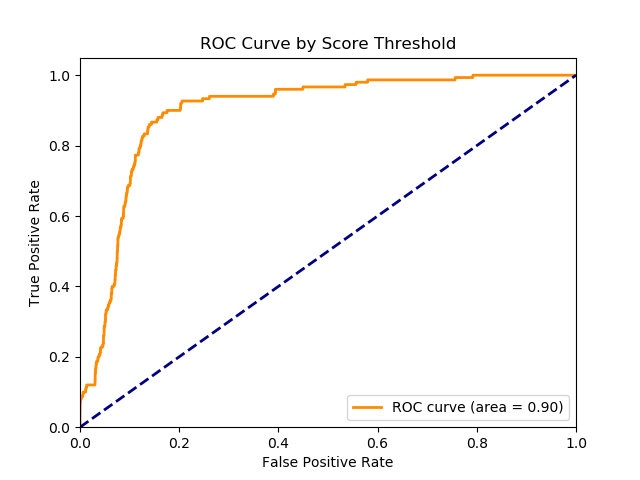 ROC Curve by Score Threshold
1.0
0.8
0.6
0.4
0.2
0.0
True Positive Rate
ROC curve (area = 0.90)
0.0 0.2 0.4 0.6 0.8 1.0
False Positive Rate